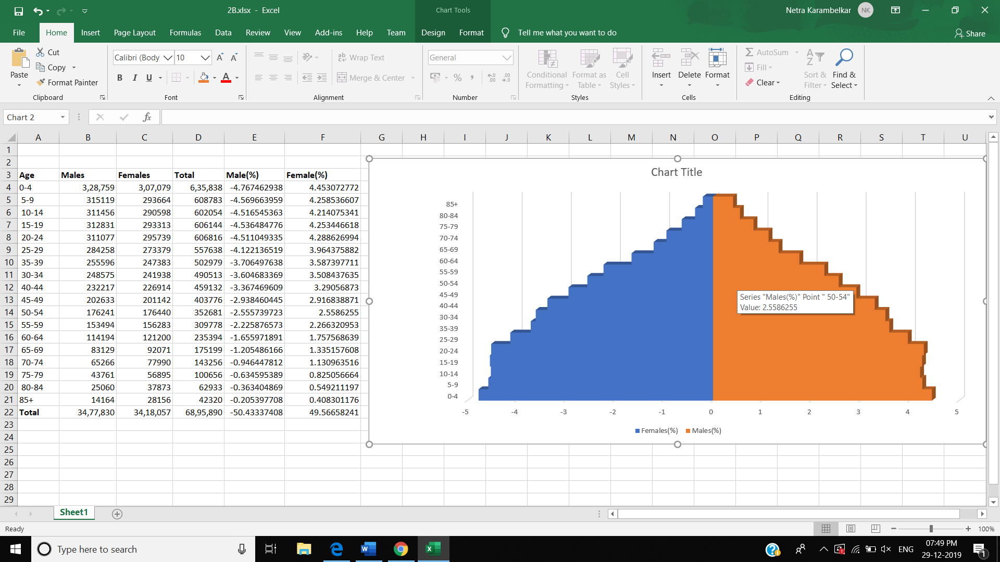 2B.xlsx - Excel
Chart Tools
Netra Karambelkar NK
File Home Insert Page Layout Formulas Data Review View Add-ins Help Team Design Format Tell me what you want to do Share
Cut
Copy
Format Painter
Paste
Clipboard
Calibri (Body 10 A A
B I U A
Font
ab Wrap Text
Merge & Center
Alignment
General
% , .00
Number
Conditional Formatting
Format as Table
Cell Styles
Styles
Insert Delete Format
Cells
AutoSum
Fill
Clear
Sort & Filter
Find & Select
Editing
Chart 2 fx
A B C D E F G H I J K L M N O P Q R S T U
1
2
3 Age Males Females Total Male(%) Female(%)
4 0-4 3,28,759 3,07,079 6,35,838 -4.767462938 4.453072772
5 5-9 315119 293664 608783 -4.569663959 4.258536607
6 10-14 311456 290598 602054 -4.516545363 4.214075341
7 15-19 312831 293313 606144 -4.536484776 4.253446618
8 20-24 311077 295739 606816 -4.511049335 4.288626994
9 25-29 284258 273379 557638 -4.122136519 3.964375882
10 35-39 255596 247383 502979 -3.706497638 3.587397711
11 30-34 248575 241938 490513 -3.604683369 3.508437635
12 40-44 232217 226914 459132 -3.367469609 3.29056873
13 45-49 202633 201142 403776 -2.938460445 2.916838871
14 50-54 176241 176440 352681 -2.555739723 2.5586255
15 55-59 153494 156283 309778 -2.225876573 2.266320953
16 60-64 114194 121200 235394 -1.655971891 1.757568639
17 65-69 83129 92071 175199 -1.205486166 1.335157608
18 70-74 65266 77990 143256 -0.946447812 1.130963516
19 75-79 43761 56895 100656 -0.634595389 0.825056664
20 80-84 25060 37873 62933 -0.363404869 0.549211197
21 85+ 14164 28156 42320 -0.205397708 0.408301176
22 Total 34,77,830 34,18,057 68,95,890 -50.43337408 49.56658241
23
24
25
26
27
28
29
Chart Title
85+
80-84
75-79
70-74
65-69
60-64
55-59
50-54
45-49
40-44
30-34
35-39
25-29
20-24
15-19
10-14
5-9
0-4
-5 -4 -3 -2 -1 0 1 2 3 4 5
Females(%) Males(%)
Series "Males(%)" Point " 50-54"
Value: 2.5586255
Sheet1
Ready
100%
Type here to search
ENG
07:49 PM
29-12-2019
1